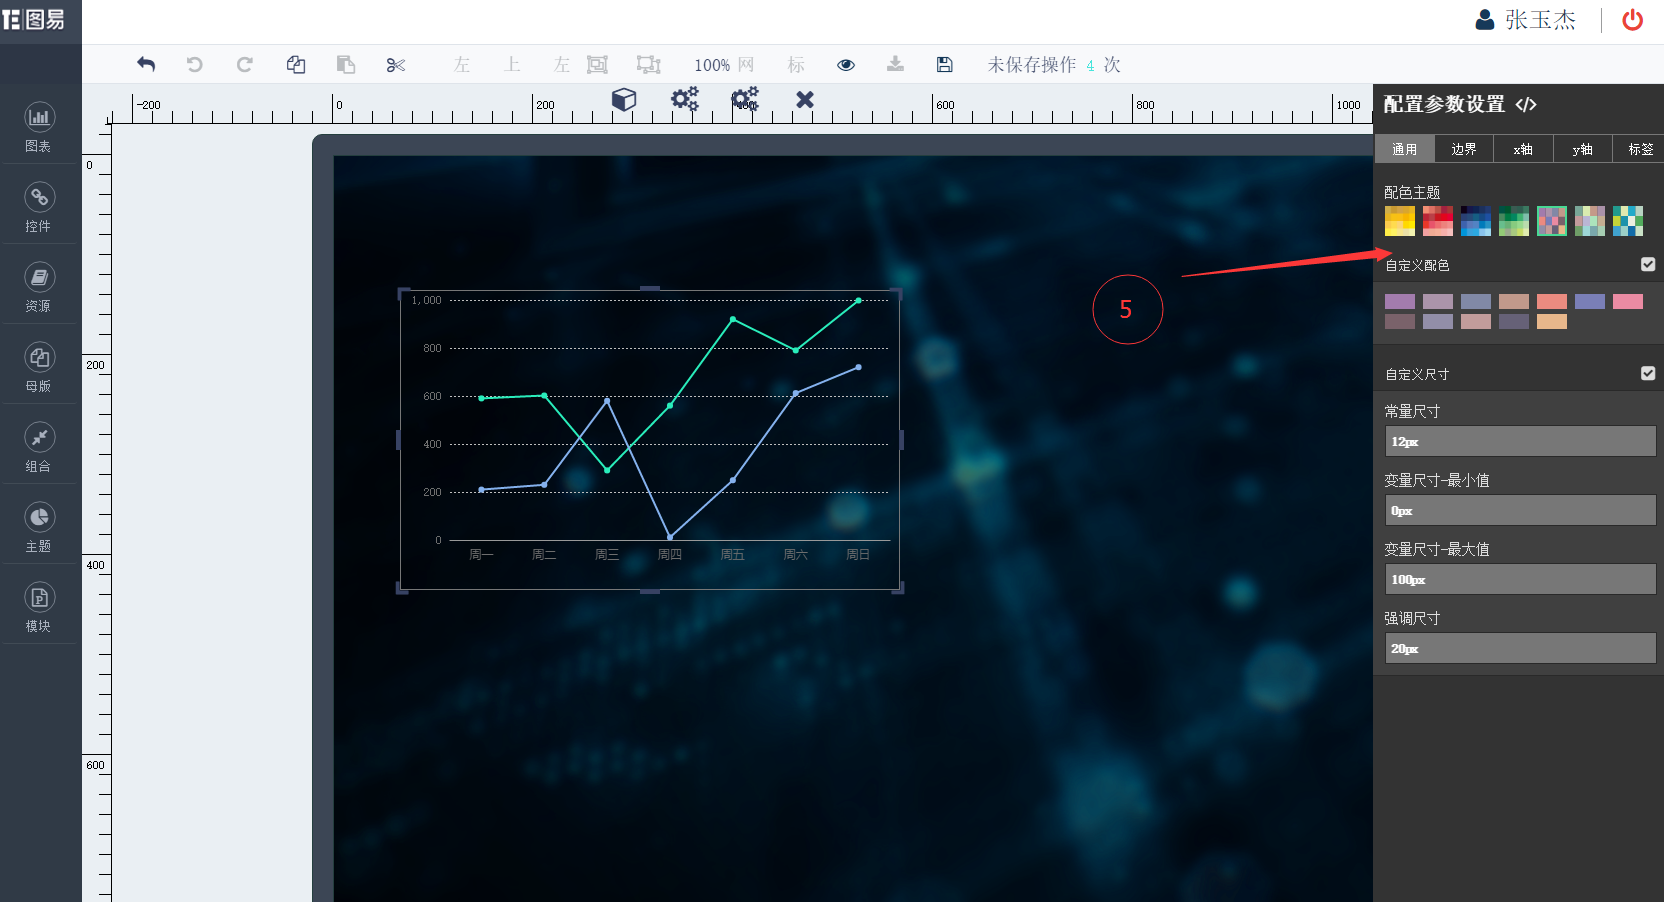 图易
张玉杰
左 上 左 100% 网 标 未保存操作 4 次
-200 0 200 400 600 800 1000
0
200
400
600
图表
控件
资源
母版
组合
主题
模块
1,000
800
600
400
200
0
周一 周二 周三 周四 周五 周六 周日
5
配置参数设置 </>
通用 边界 x轴 y轴 标签
配色主题
自定义配色
自定义尺寸
常量尺寸
12px
变量尺寸-最小值
0px
变量尺寸-最大值
100px
强调尺寸
20px